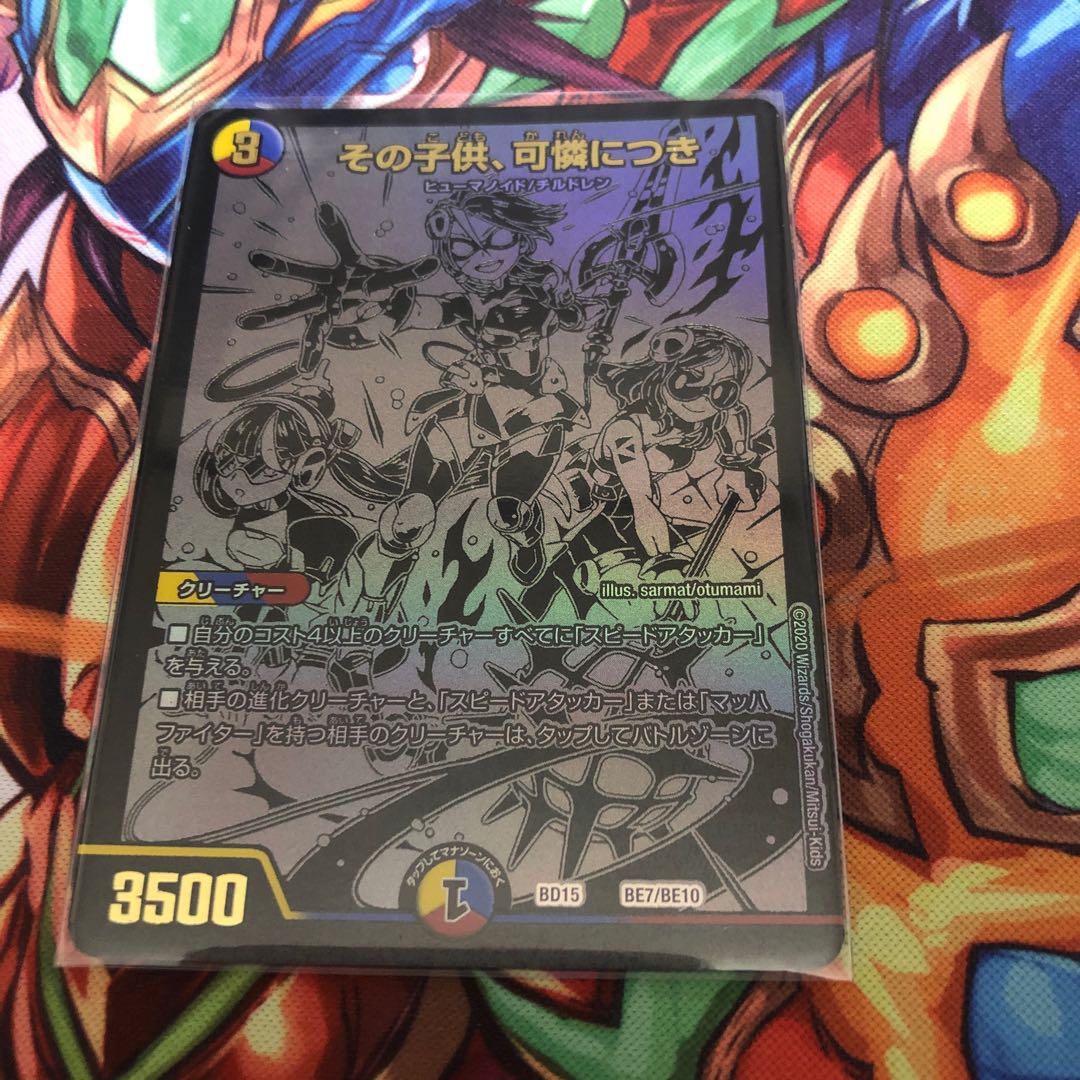 3
その子供、可憐につき
こども かれん
ヒューマノイド/チルドレン
illus. sarmat/otumami
クリーチャー
■ 自分のコスト4以上のクリーチャーすべてに「スピードアタッカー」
を与える。
■ 相手の進化クリーチャーと、「スピードアタッカー」または「マッハ
ファイター」を持つ相手のクリーチャーは、タップしてバトルゾーンに
出る。
©2020 Wizards/Shogakukan/Mitsui-Kids
3500
タップしてマナゾーンにおく
1
BD15
BE7/BE10